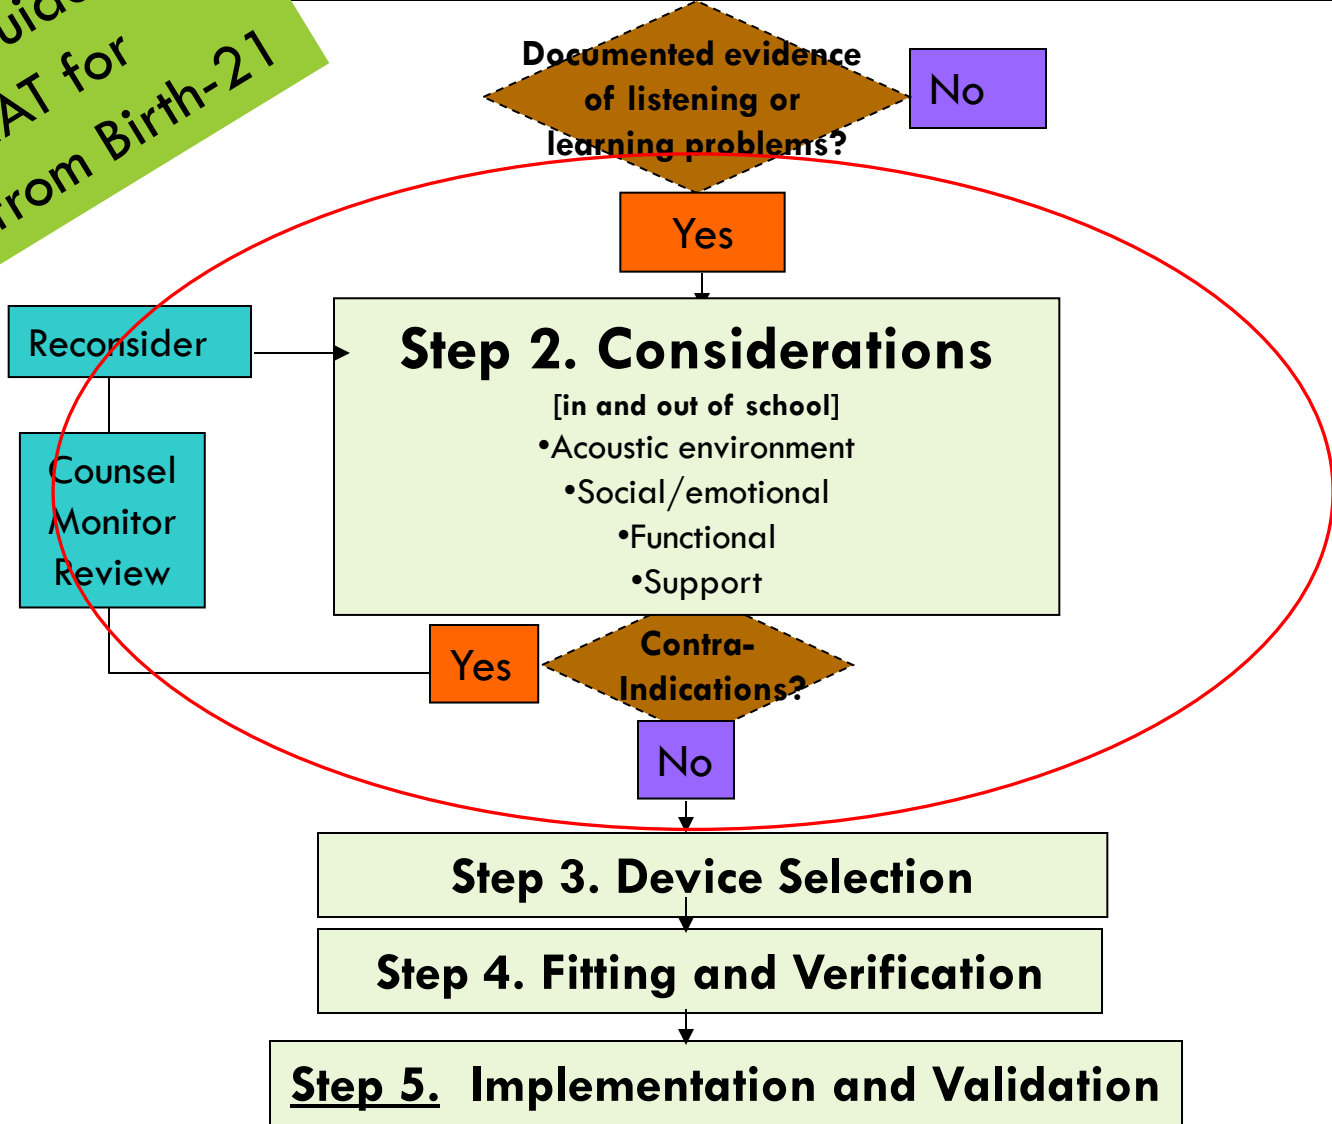 AT for
from Birth-21
Documented evidence
of listening or
learning problems?
No
Yes
Reconsider
Step 2. Considerations
[in and out of school]
•Acoustic environment
•Social/emotional
•Functional
•Support
Counsel
Monitor
Review
Yes
Contra-
Indications?
No
Step 3. Device Selection
Step 4. Fitting and Verification
Step 5. Implementation and Validation